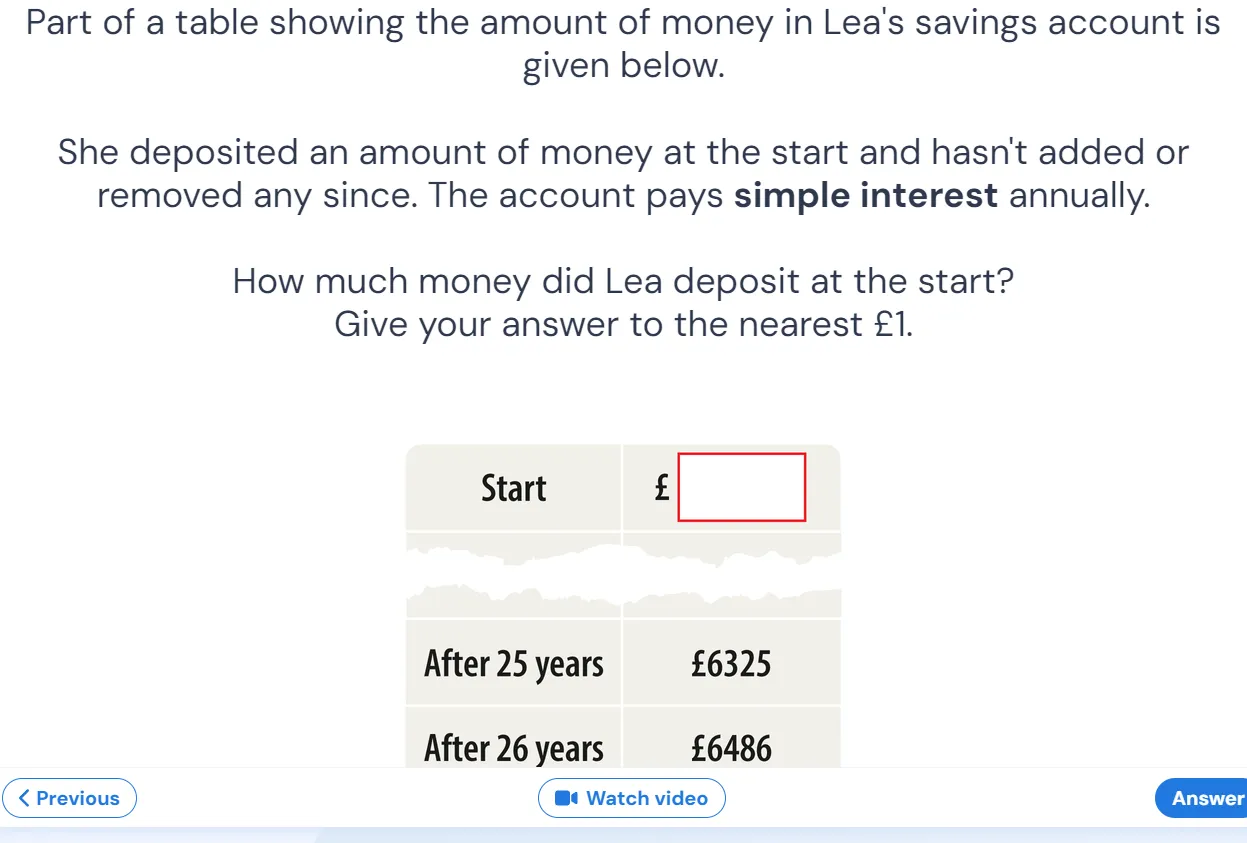 Part of a table showing the amount of money in Lea's savings account is
given below.
She deposited an amount of money at the start and hasn't added or
removed any since. The account pays simple interest annually.
How much money did Lea deposit at the start?
Give your answer to the nearest £1.
Start £
After 25 years £6325
After 26 years £6486
Previous Watch video Answer